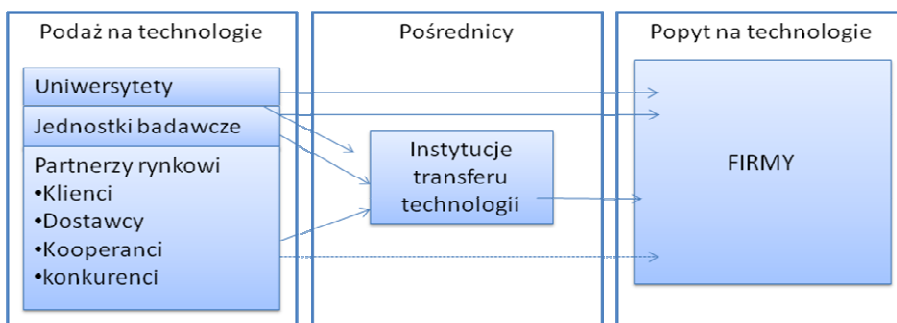 Podaż na technologie
Uniwersytety
Jednostki badawcze
Partnerzy rynkowi
•Klienci
•Dostawcy
•Kooperanci
•konkurenci
Pośrednicy
Instytucje
transferu
technologii
Popyt na technologie
FIRMY